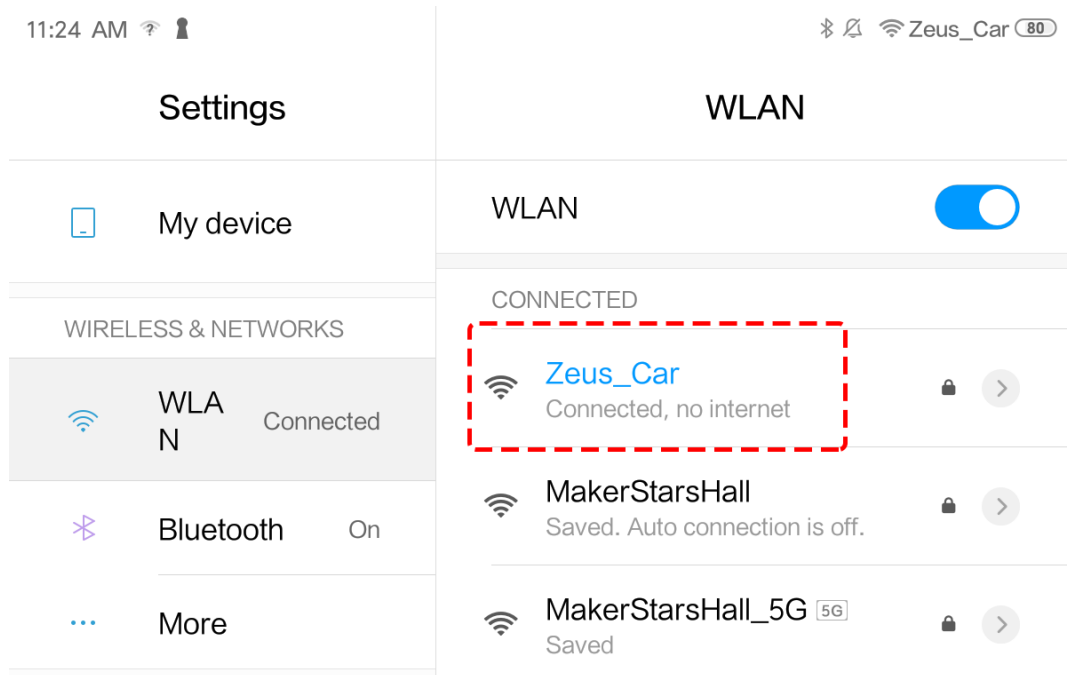 11:24 AM
Zeus_Car 80
Settings
My device
WIRELESS & NETWORKS
WLA
N
Connected
Bluetooth
On
More
WLAN
WLAN
CONNECTED
Zeus_Car
Connected, no internet
MakerStarsHall
Saved. Auto connection is off.
MakerStarsHall_5G 5G
Saved